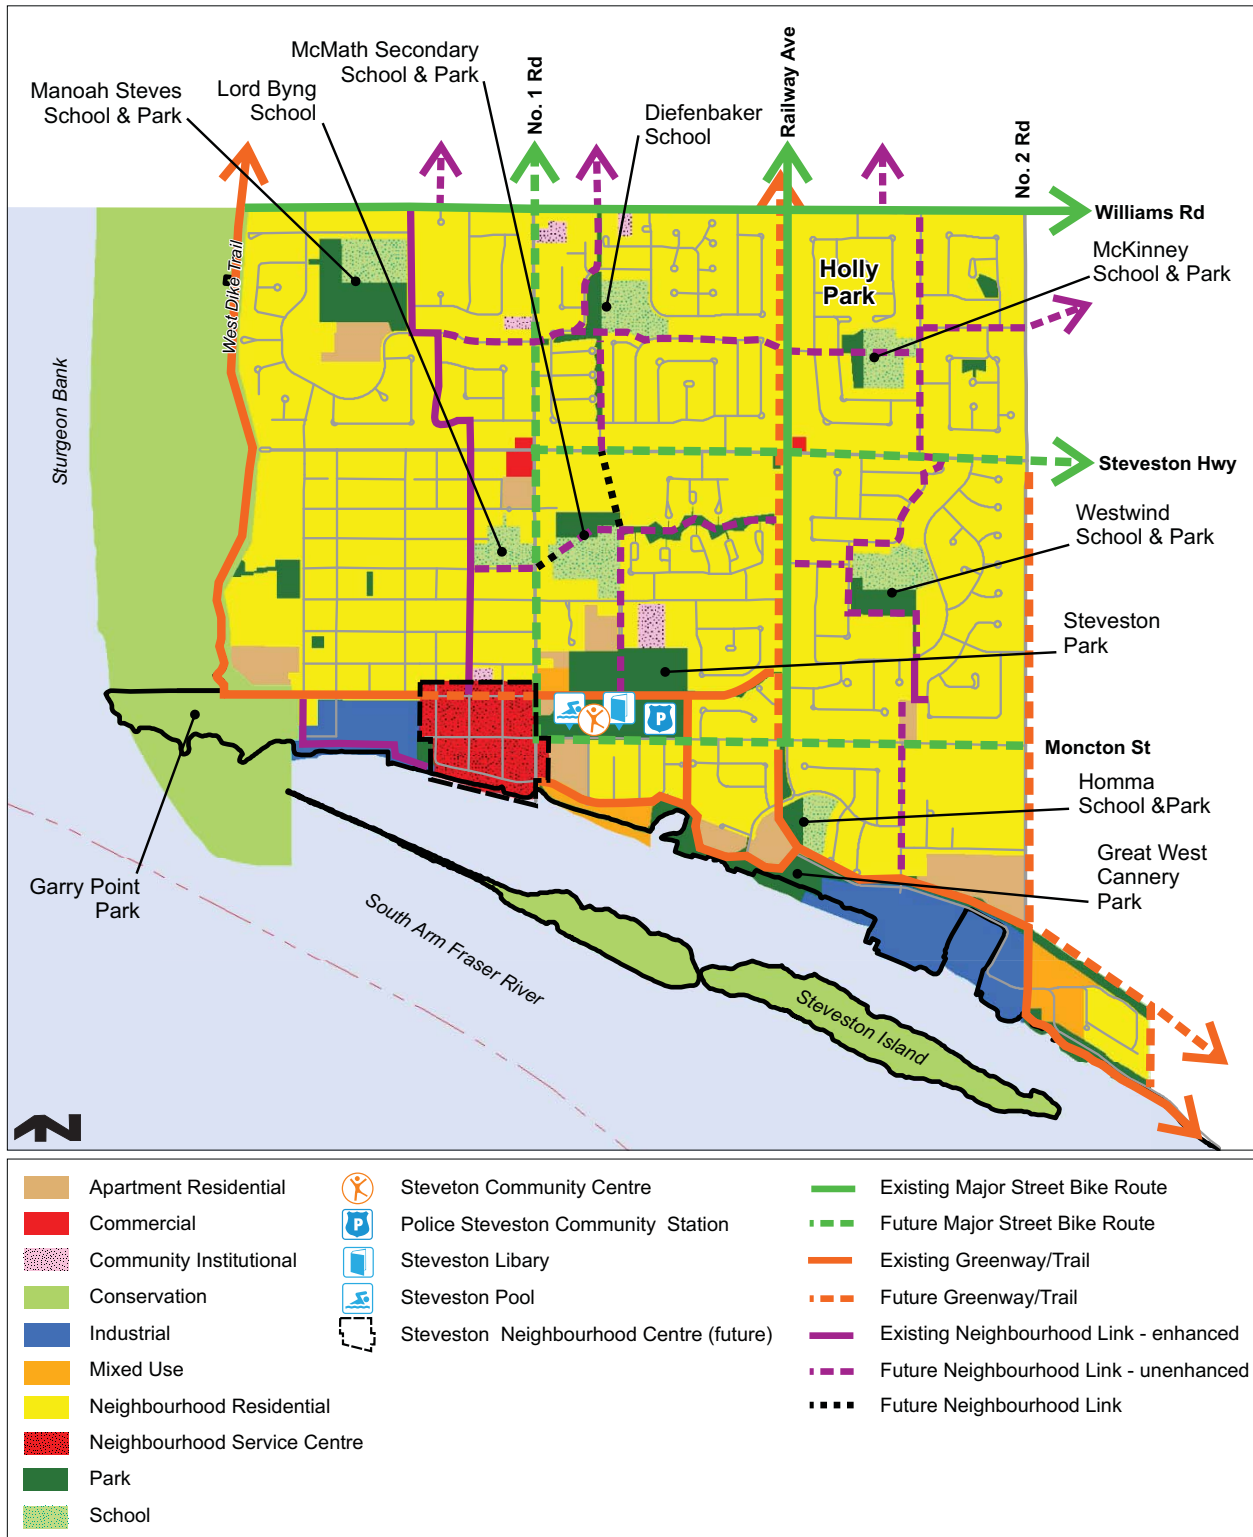 McMath Secondary
School & Park
Lord Byng
School
Manoah Steves
School & Park
No. 1 Rd
Diefenbaker
School
Railway Ave
No. 2 Rd
Williams Rd
McKinney
School & Park
Holly
Park
West Dike Trail
Sturgeon Bank
Steveston Hwy
Westwind
School & Park
Steveston
Park
P
Moncton St
Homma
School &Park
Great West
Cannery
Park
Garry Point
Park
South Arm Fraser River
Steveston Island
N
Apartment Residential
Commercial
Community Institutional
Conservation
Industrial
Mixed Use
Neighbourhood Residential
Neighbourhood Service Centre
Park
School
Steveton Community Centre
P
Police Steveston Community Station
Steveston Libary
Steveston Pool
Steveston Neighbourhood Centre (future)
Existing Major Street Bike Route
Future Major Street Bike Route
Existing Greenway/Trail
Future Greenway/Trail
Existing Neighbourhood Link - enhanced
Future Neighbourhood Link - unenhanced
Future Neighbourhood Link